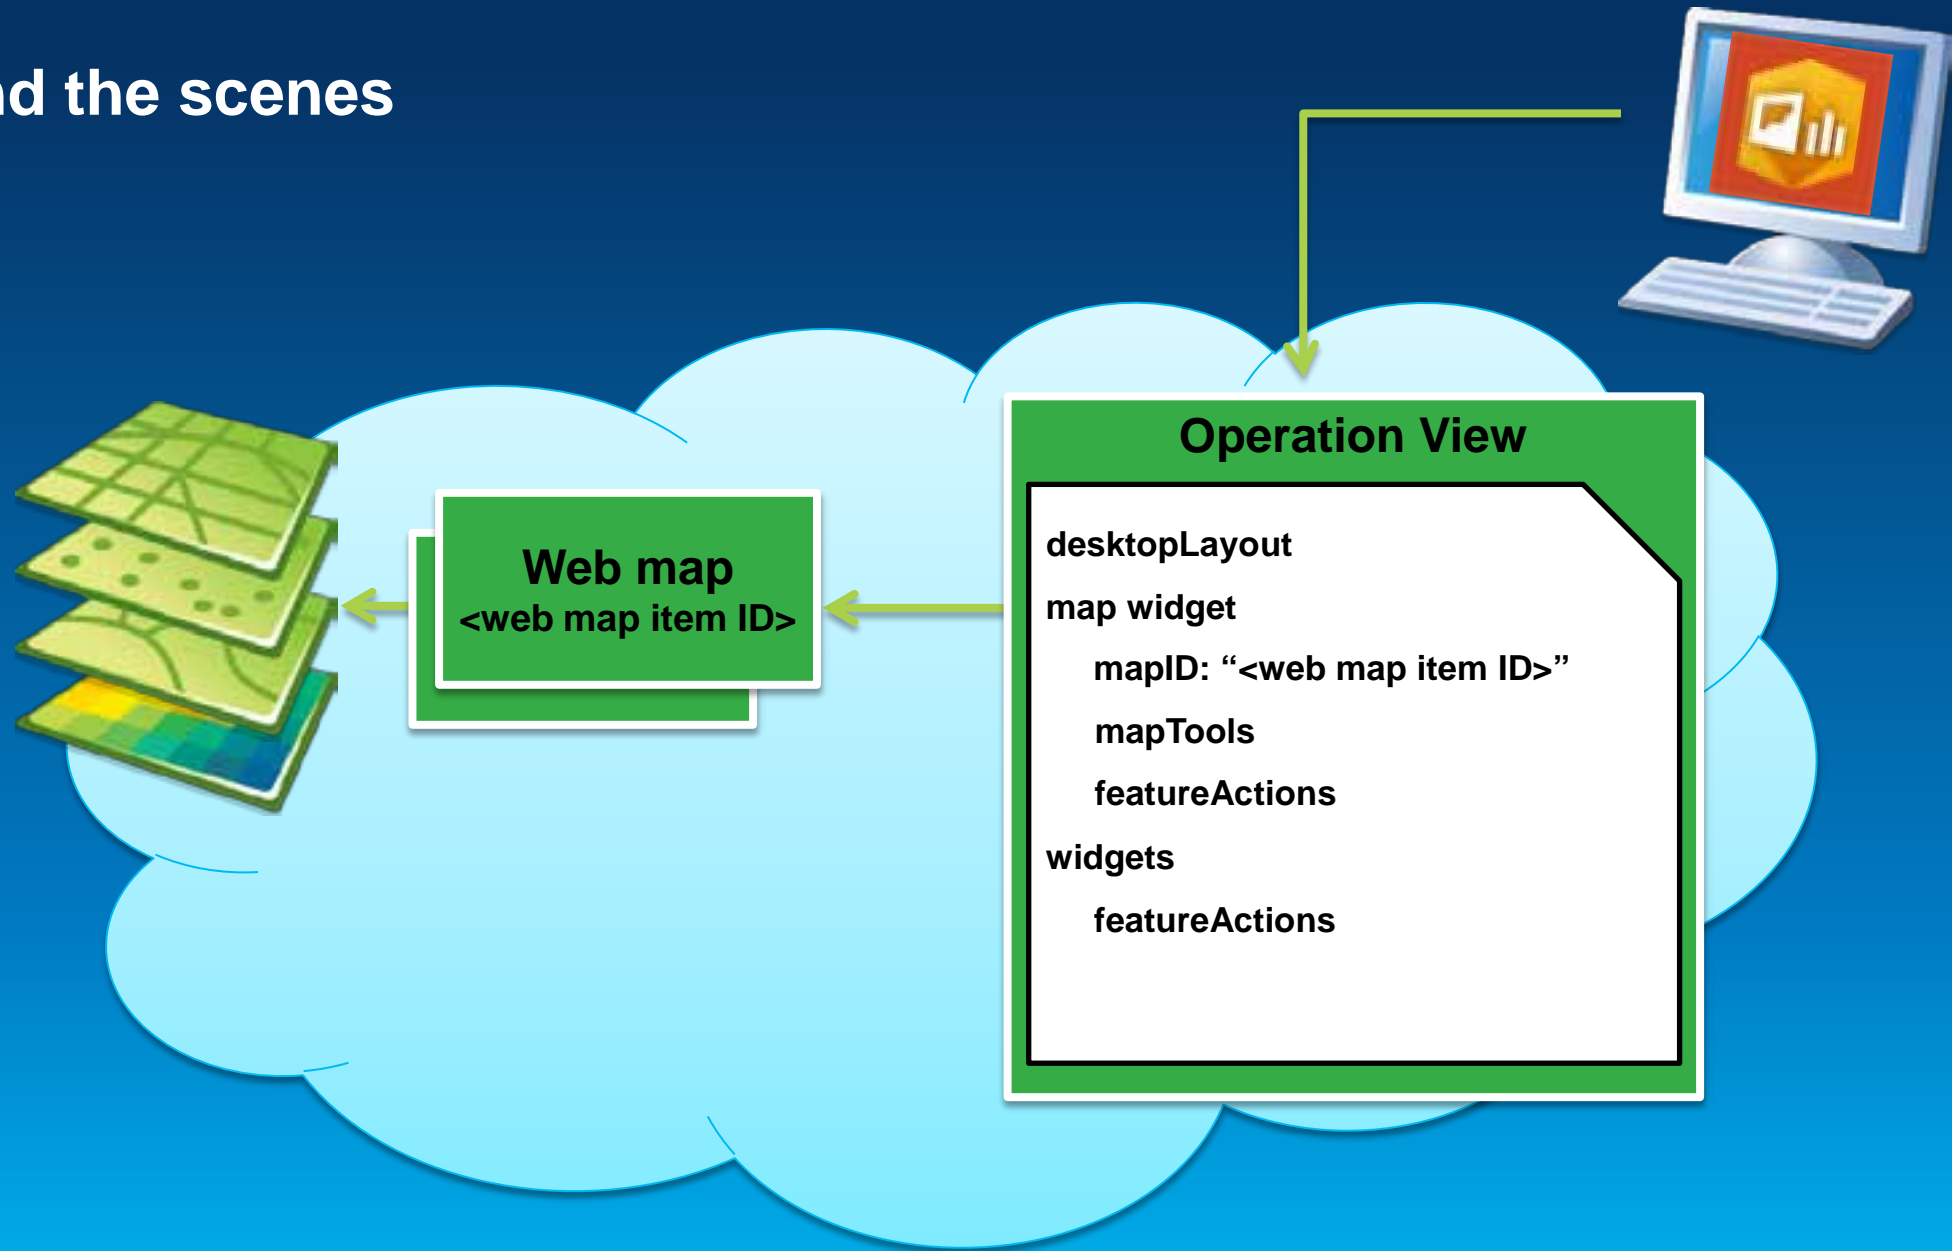 nd the scenes
Operation View
desktopLayout
map widget
mapID: “<web map item ID>”
mapTools
featureActions
widgets
featureActions
Web map
<web map item ID>